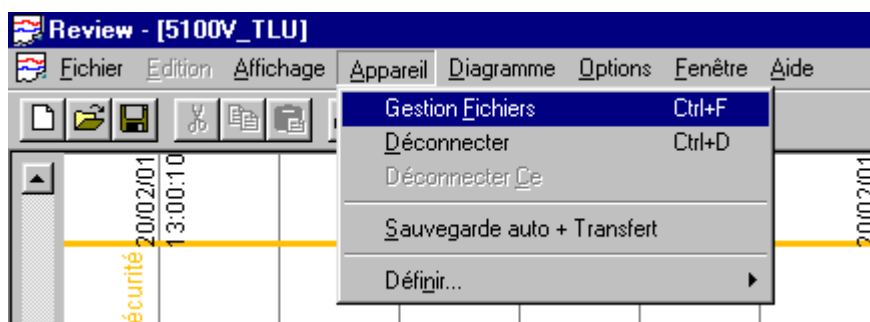 Review - [5100V_TLU]
Fichier Edition Affichage Appareil Diagramme Options Fenêtre Aide
Gestion Fichiers Ctrl+F
Déconnecter Ctrl+D
Déconnecter Ce
Sauvegarde auto + Transfert
Définir...
20/02/01
13:00:10
20/02/01
écurité